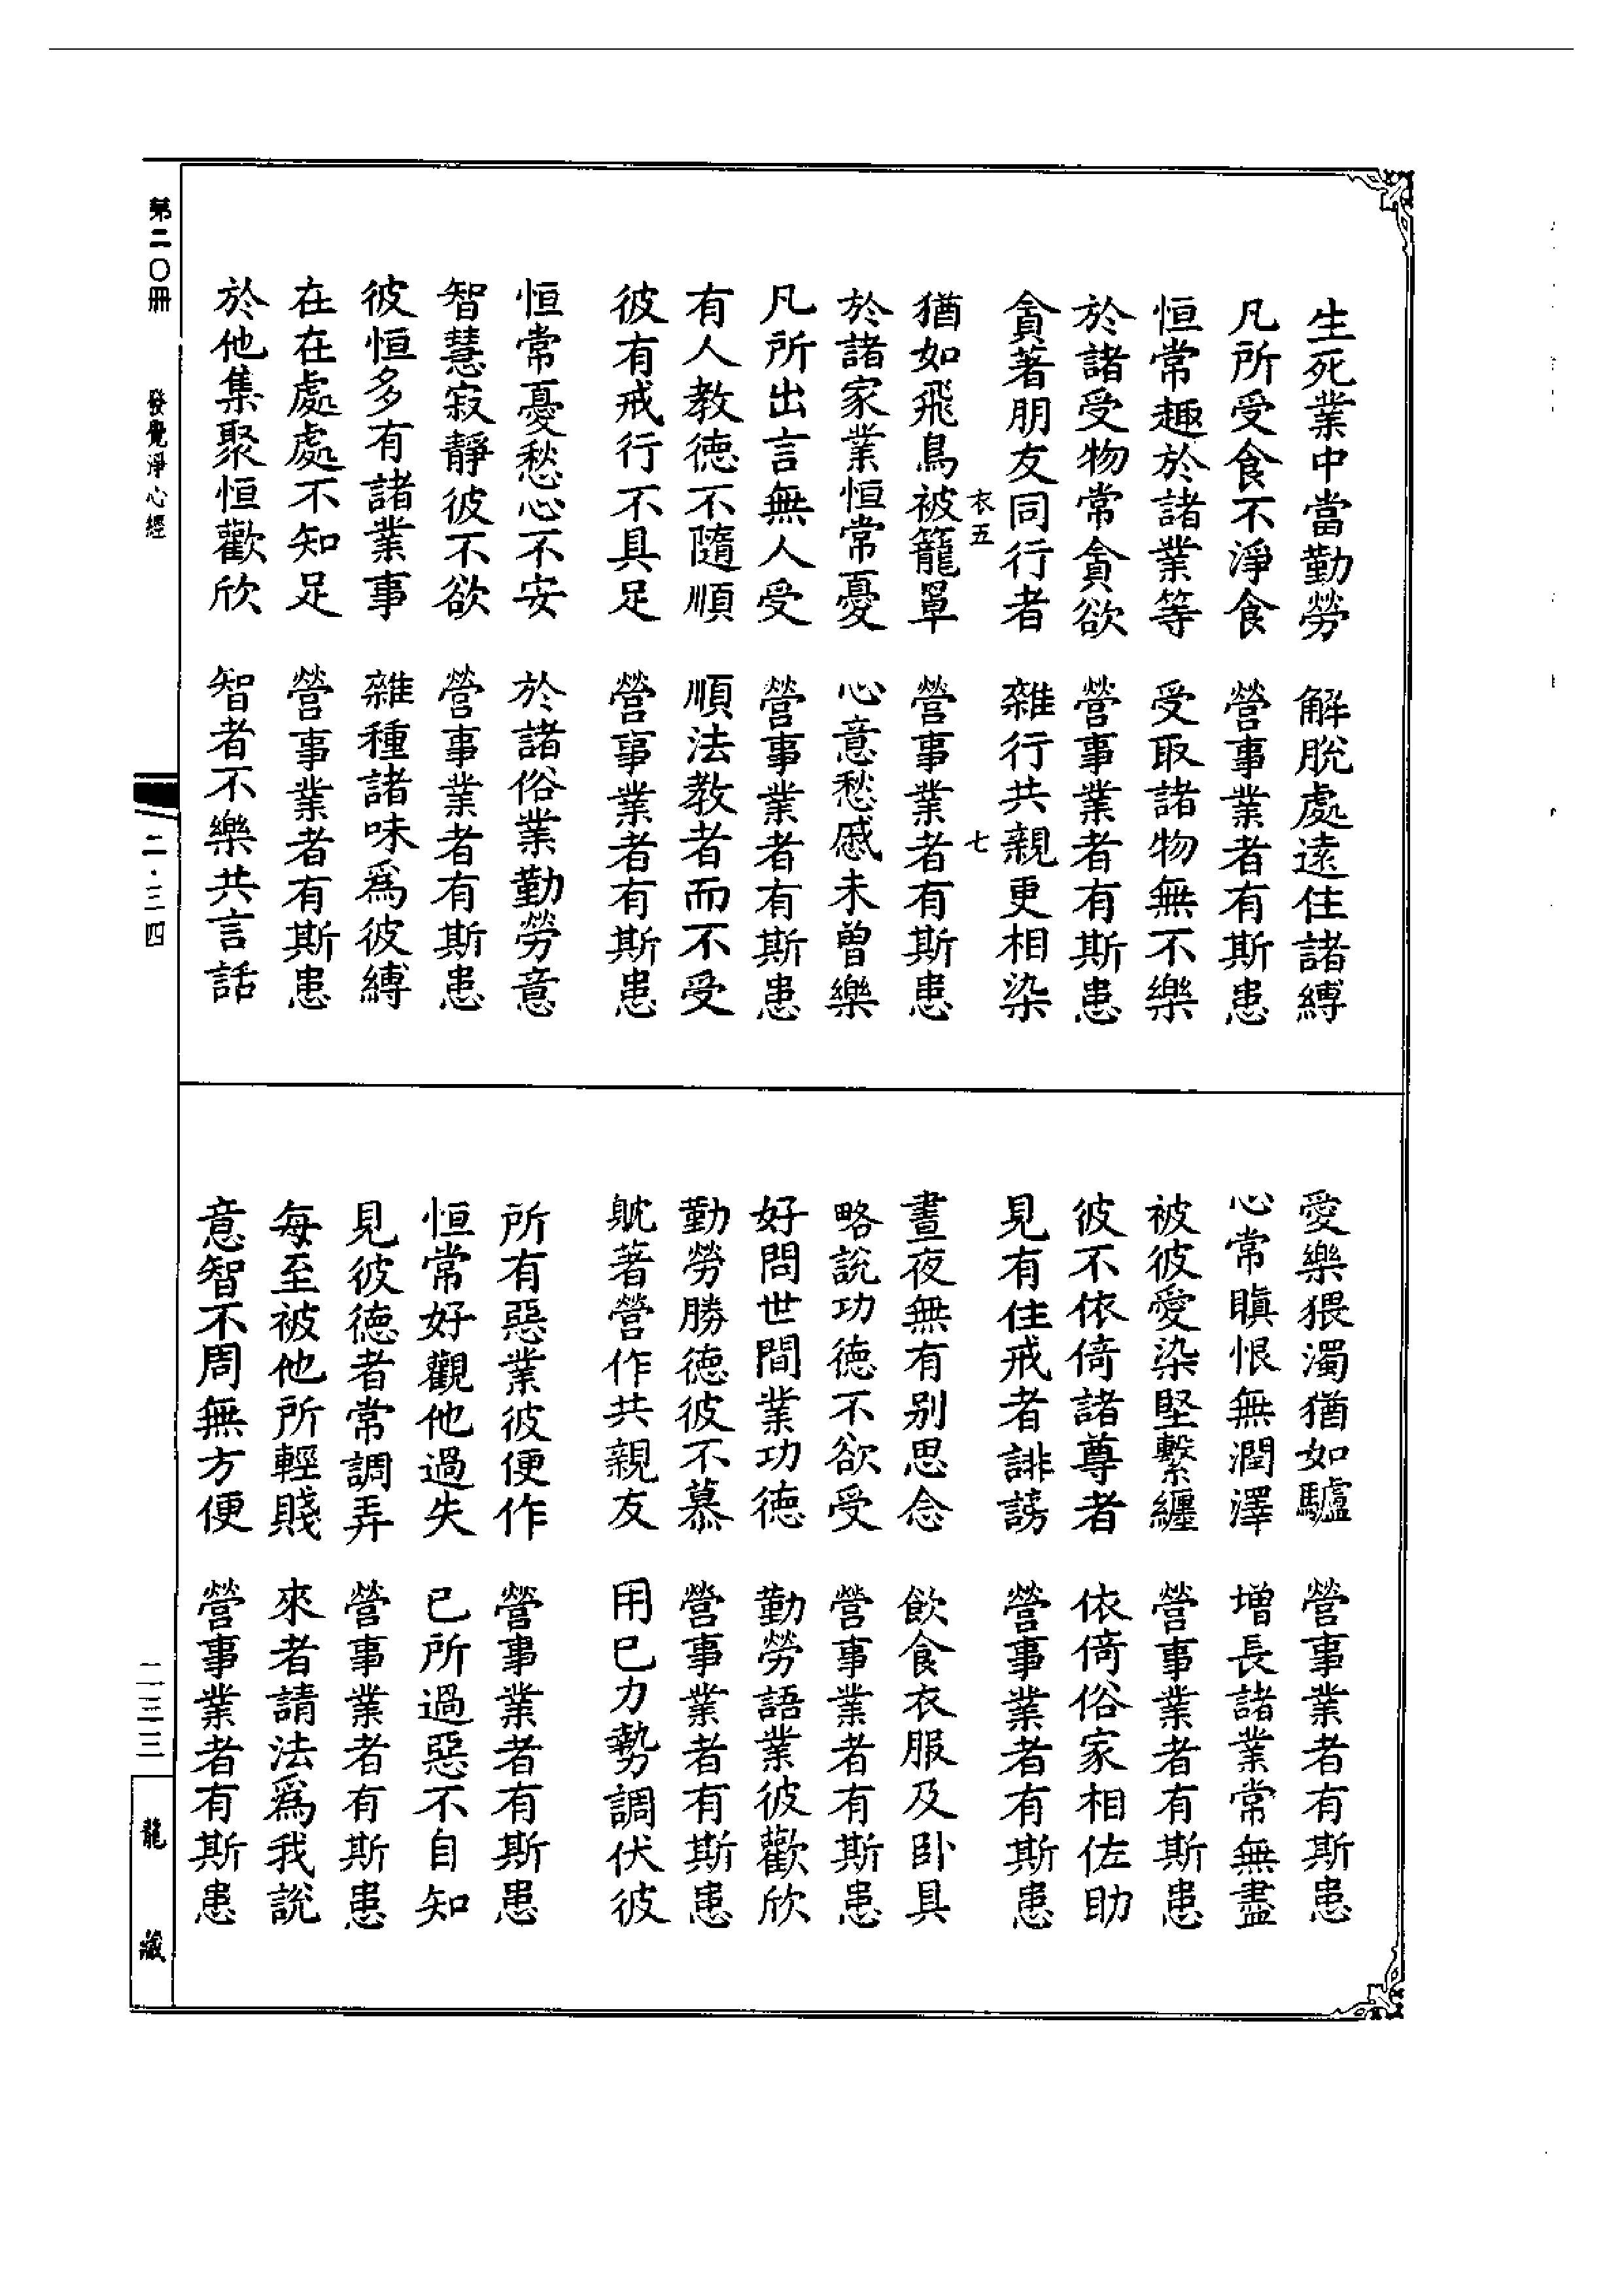 生死業中當勤勞　解脫處遠住諸縛
凡所受食不淨食　營事業者有斯患
恒常趣於諸業等　受取諸物無不樂
於諸受物常貪欲　營事業者有斯患
貪著朋友同行者　雜行共親更相染
衣五　七
猶如飛鳥被籠罩　營事業者有斯患
於諸家業恒常憂　心意愁慼未曾樂
凡所出言無人受　營事業者有斯患
有人教德不隨順　順法教者而不受
彼有戒行不具足　營事業者有斯患
恒常憂愁心不安　於諸俗業勤勞意
智慧寂靜彼不欲　營事業者有斯患
彼恒多有諸業事　雜種諸味爲彼縛
在在處處不知足　營事業者有斯患
於他集聚恒歡欣　智者不樂共言話
愛樂猥濁猶如驢　營事業者有斯患
心常瞋恨無潤澤　增長諸業常無盡
被彼愛染堅繫纏　營事業者有斯患
彼不依倚諸尊者　依倚俗家相佐助
見有住戒者誹謗　營事業者有斯患
晝夜無有别思念　飲食衣服及卧具
略說功德不欲受　營事業者有斯患
好問世間業功德　勤勞語業彼歡欣
勤勞勝德彼不慕　營事業者有斯患
躭著營作共親友　用已力勢調伏彼
所有惡業彼便作　營事業者有斯患
恒常好觀他過失　已所過惡不自知
見彼德者常調弄　營事業者有斯患
每至被他所輕賤　來者請法爲我說
意智不周無方便　營事業者有斯患
第二〇冊　發覺淨心經　二·三四　二三三　龍藏